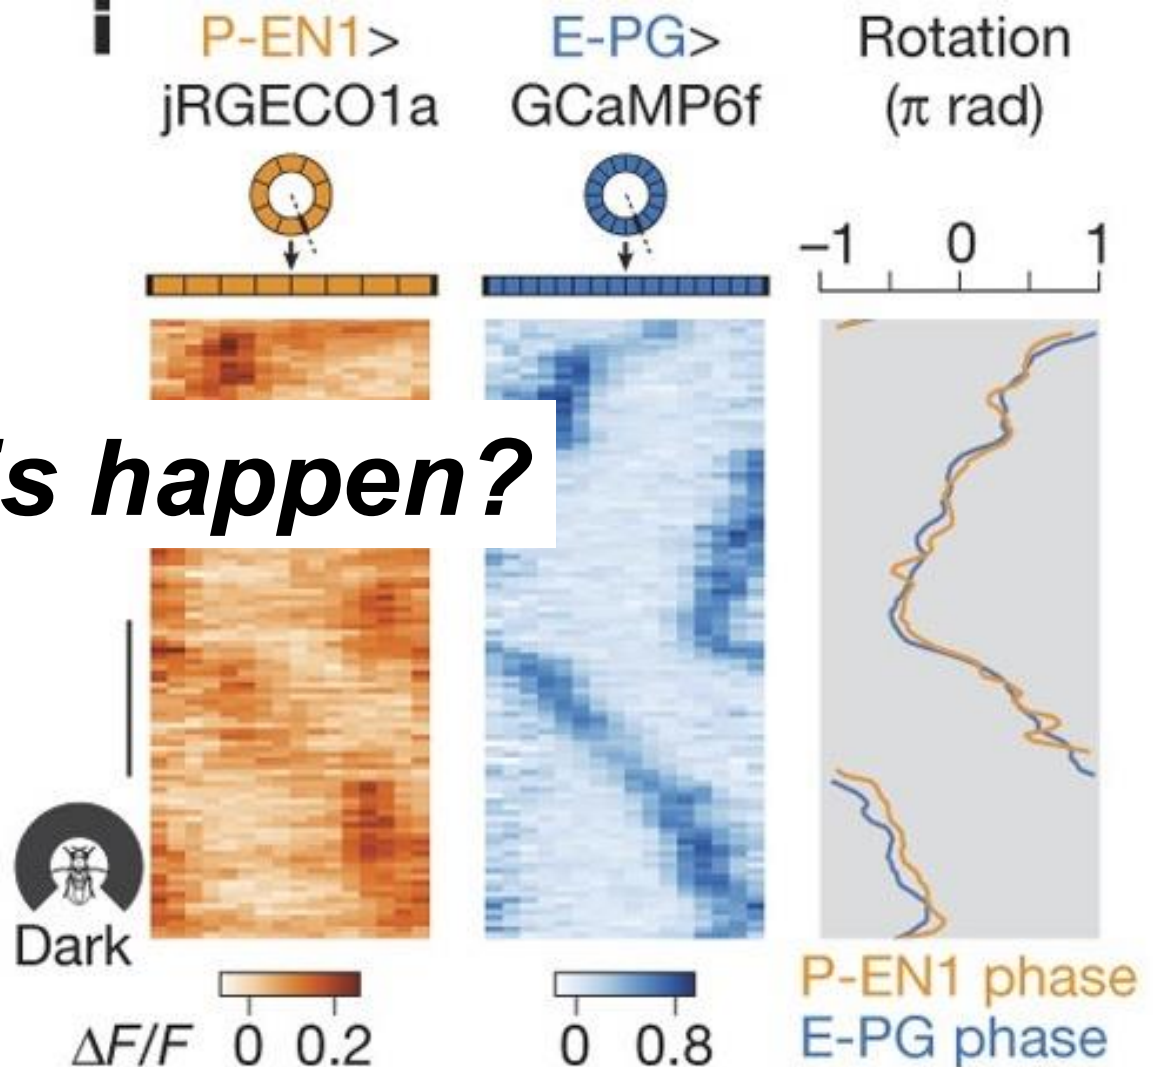 i
P-EN1>
jRGECO1a
E-PG>
GCaMP6f
Rotation
(π rad)
–1 0 1
is happen?
Dark
ΔF/F 0 0.2
0 0.8
P-EN1 phase
E-PG phase